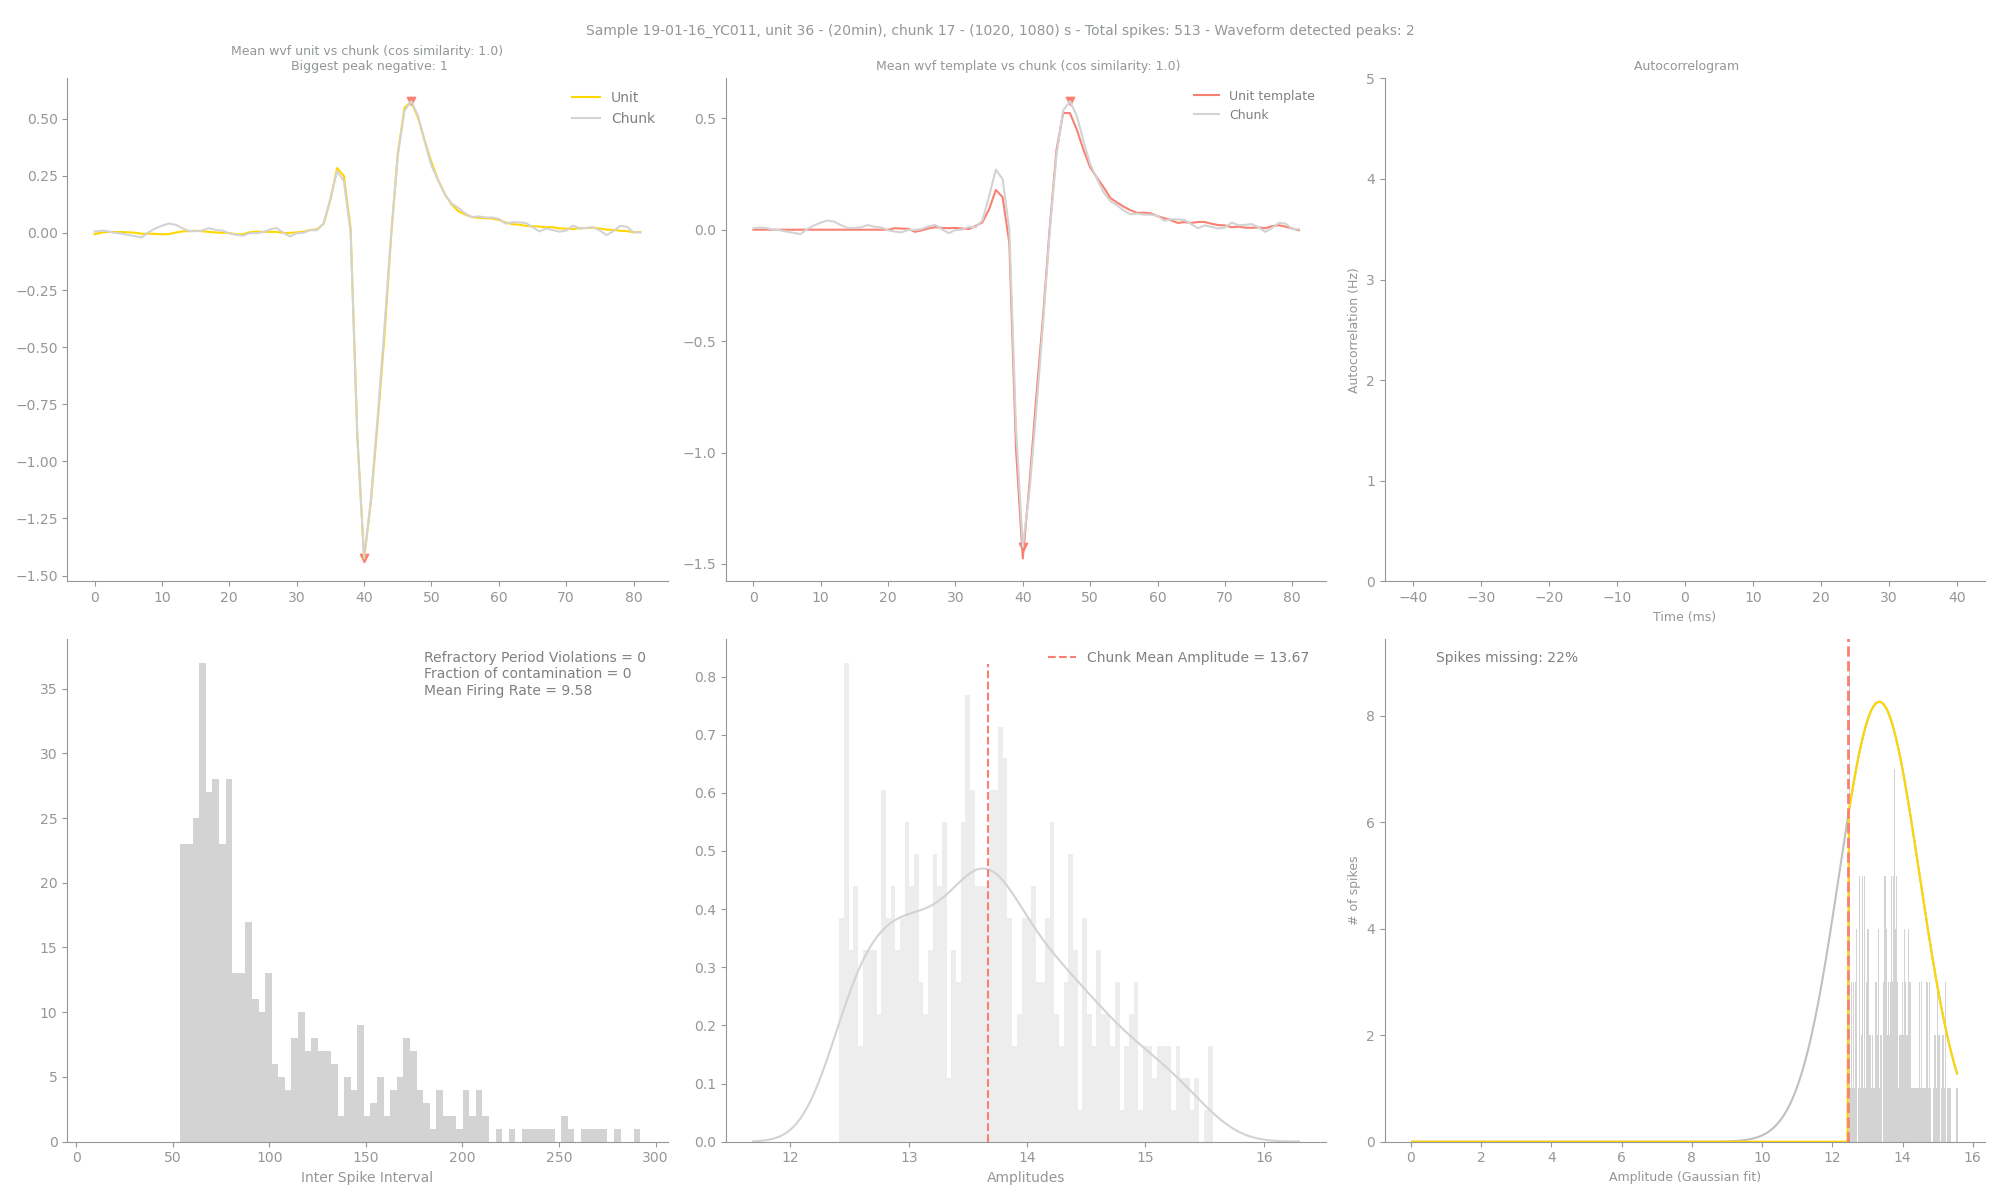 Sample 19-01-16_YC011, unit 36 - (20min), chunk 17 - (1020, 1080) s - Total spikes: 513 - Waveform detected peaks: 2
Mean wvf unit vs chunk (cos similarity: 1.0)
Biggest peak negative: 1
Unit
Chunk
0.50
0.25
0.00
−0.25
−0.50
−0.75
−1.00
−1.25
−1.50
0 10 20 30 40 50 60 70 80
Mean wvf template vs chunk (cos similarity: 1.0)
Unit template
Chunk
0.5
0.0
−0.5
−1.0
−1.5
0 10 20 30 40 50 60 70 80
Autocorrelogram
Autocorrelation (Hz)
5
4
3
2
1
0
−40 −30 −20 −10 0 10 20 30 40
Time (ms)
Refractory Period Violations = 0
Fraction of contamination = 0
Mean Firing Rate = 9.58
35
30
25
20
15
10
5
0
0 50 100 150 200 250 300
Inter Spike Interval
Chunk Mean Amplitude = 13.67
0.8
0.7
0.6
0.5
0.4
0.3
0.2
0.1
0.0
12 13 14 15 16
Amplitudes
Spikes missing: 22%
# of spikes
8
6
4
2
0
0 2 4 6 8 10 12 14 16
Amplitude (Gaussian fit)